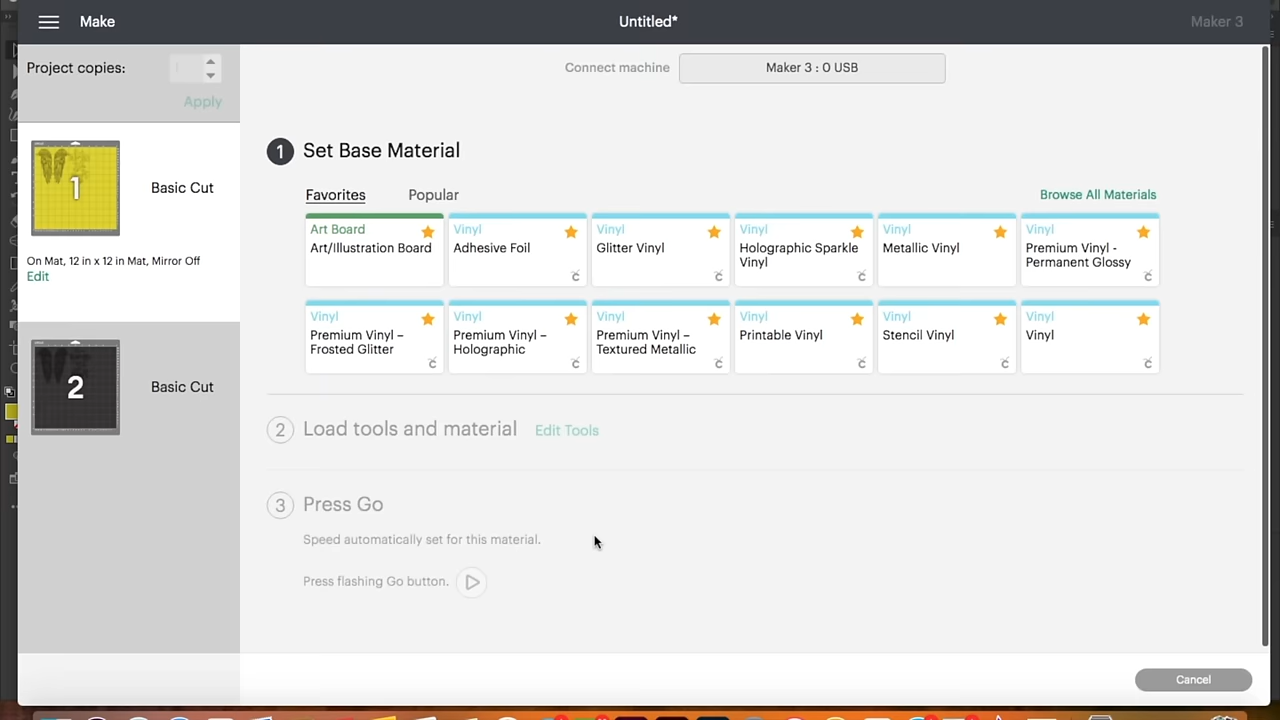 Make
Untitled*
Maker 3
Project copies:
Apply
Connect machine
Maker 3 : 0 USB
1
Basic Cut
On Mat, 12 in x 12 in Mat, Mirror Off
Edit
2
Basic Cut
1 Set Base Material
Favorites Popular Browse All Materials
Art Board
Art/Illustration Board
Vinyl
Adhesive Foil
Vinyl
Glitter Vinyl
Vinyl
Holographic Sparkle
Vinyl
Vinyl
Metallic Vinyl
Vinyl
Premium Vinyl -
Permanent Glossy
Vinyl
Premium Vinyl –
Frosted Glitter
Vinyl
Premium Vinyl –
Holographic
Vinyl
Premium Vinyl –
Textured Metallic
Vinyl
Printable Vinyl
Vinyl
Stencil Vinyl
Vinyl
Vinyl
2 Load tools and material Edit Tools
3 Press Go
Speed automatically set for this material.
Press flashing Go button.
Cancel